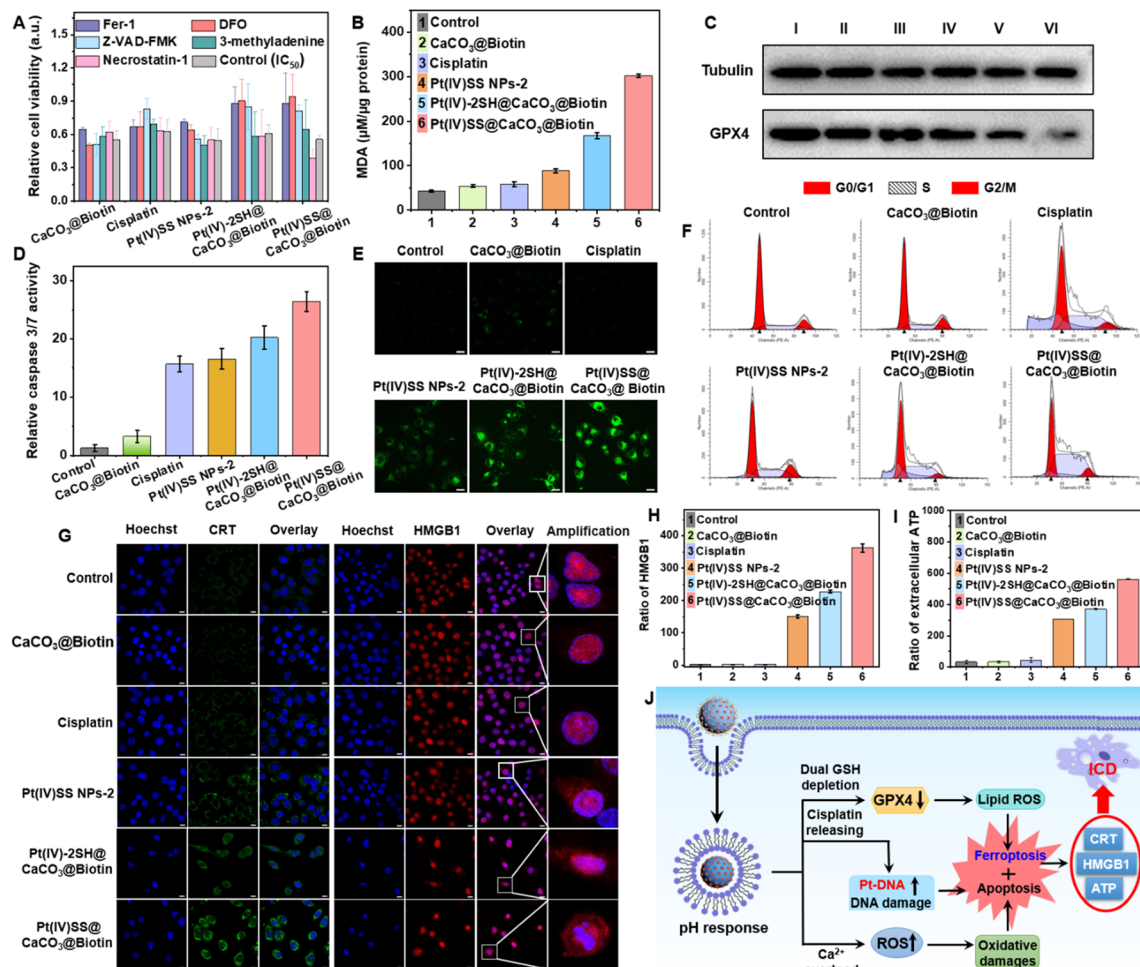 A
Fer-1
DFO
Z-VAD-FMK
3-methyladenine
Necrostatin-1
Control (IC50)
Relative cell viability (a.u.)
1.5
1.2
0.9
0.6
0.3
0.0
CaCO3@Biotin
Cisplatin
Pt(IV)SS NPs-2
Pt(IV)-2SH@
CaCO3@Biotin
Pt(IV)SS@
CaCO3@Biotin
B
1 Control
2 CaCO3@Biotin
3 Cisplatin
4 Pt(IV)SS NPs-2
5 Pt(IV)-2SH@CaCO3@Biotin
6 Pt(IV)SS@CaCO3@Biotin
MDA (μM/μg protein)
400
300
200
100
0
1 2 3 4 5 6
C
I II III IV V VI
Tubulin
GPX4
D
Relative caspase 3/7 activity
30
20
10
0
Control
CaCO3@Biotin
Cisplatin
Pt(IV)SS NPs-2
Pt(IV)-2SH@
CaCO3@Biotin
Pt(IV)SS@
CaCO3@Biotin
E
Control CaCO3@Biotin Cisplatin
Pt(IV)SS NPs-2
Pt(IV)-2SH@
CaCO3@Biotin
Pt(IV)SS@
CaCO3@ Biotin
G0/G1 S G2/M
F
Control CaCO3@Biotin Cisplatin
Number
Channels (PE-A)
Pt(IV)SS NPs-2
Pt(IV)-2SH@
CaCO3@Biotin
Pt(IV)SS@
CaCO3@Biotin
G
Hoechst CRT Overlay Hoechst HMGB1 Overlay Amplification
Control
CaCO3@Biotin
Cisplatin
Pt(IV)SS NPs-2
Pt(IV)-2SH@
CaCO3@Biotin
Pt(IV)SS@
CaCO3@Biotin
H
1 Control
2 CaCO3@Biotin
3 Cisplatin
4 Pt(IV)SS NPs-2
5 Pt(IV)-2SH@CaCO3@Biotin
6 Pt(IV)SS@CaCO3@Biotin
Ratio of HMGB1
400
300
200
100
0
1 2 3 4 5 6
I
1 Control
2 CaCO3@Biotin
3 Cisplatin
4 Pt(IV)SS NPs-2
5 Pt(IV)-2SH@CaCO3@Biotin
6 Pt(IV)SS@CaCO3@Biotin
Ratio of extracellular ATP
1000
800
600
400
200
0
1 2 3 4 5 6
J
pH response
Dual GSH
depletion
Cisplatin
releasing
GPX4
Lipid ROS
Pt-DNA
DNA damage
Ferroptosis
+
Apoptosis
Ca2+
ROS
Oxidative
damages
ICD
CRT
HMGB1
ATP